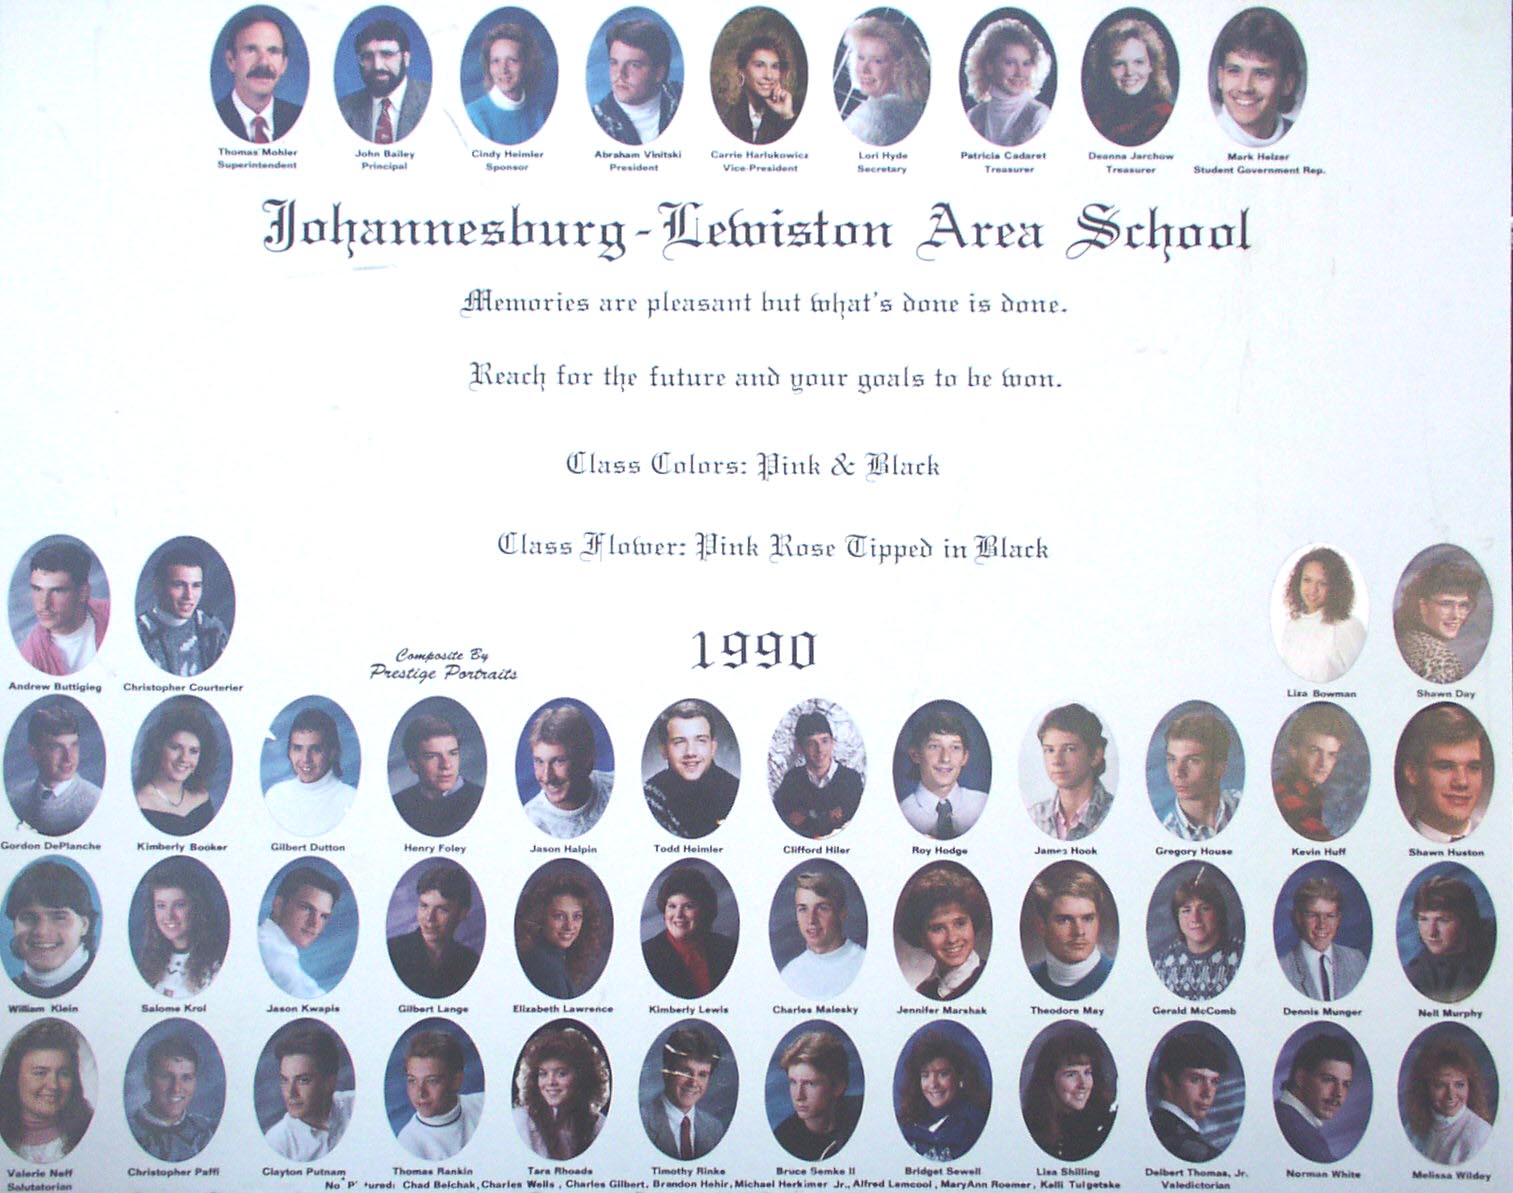 Thomas Mohler John Bailey Cindy Heimler Abraham Vinitski Carrie Harlukowicz Lori Hyde Patricia Cadaret Deanna Jarchow Mark Heizer
Superintendent Principal Sponsor President Vice-President Secretary Treasurer Treasurer Student Government Rep.
Johannesburg-Lewiston Area School
Memories are pleasant but what's done is done.
Reach for the future and your goals to be won.
Class Colors: Pink & Black
Class Flower: Pink Rose Tipped in Black
1990
Composite By
Prestige Portraits
Andrew Buttigieg Christopher Courterier Liza Bowman Shawn Day
Gordon DePlanche Kimberly Booker Gilbert Dutton Henry Foley Jason Halpin Todd Heimler Clifford Hiler Roy Hodge James Hook Gregory House Kevin Huff Shawn Huston
William Klein Salome Krol Jason Kwapis Gilbert Lange Elizabeth Lawrence Kimberly Lewis Charles Malesky Jennifer Marshak Theodore May Gerald McComb Dennis Munger Neil Murphy
Valerie Neff Christopher Paffi Clayton Putnam Thomas Rankin Tara Rhoads Timothy Rinke Bruce Semke II Bridget Sewell Lisa Shilling Delbert Thomas, Jr. Norman White Melissa Wildey
Salutatorian Valedictorian
No P tured: Chad Belchak, Charles Wells, Charles Gilbert, Brandon Hehir, Michael Herkimer Jr., Alfred Lamcool, MaryAnn Roemer, Kelli Tulgetske